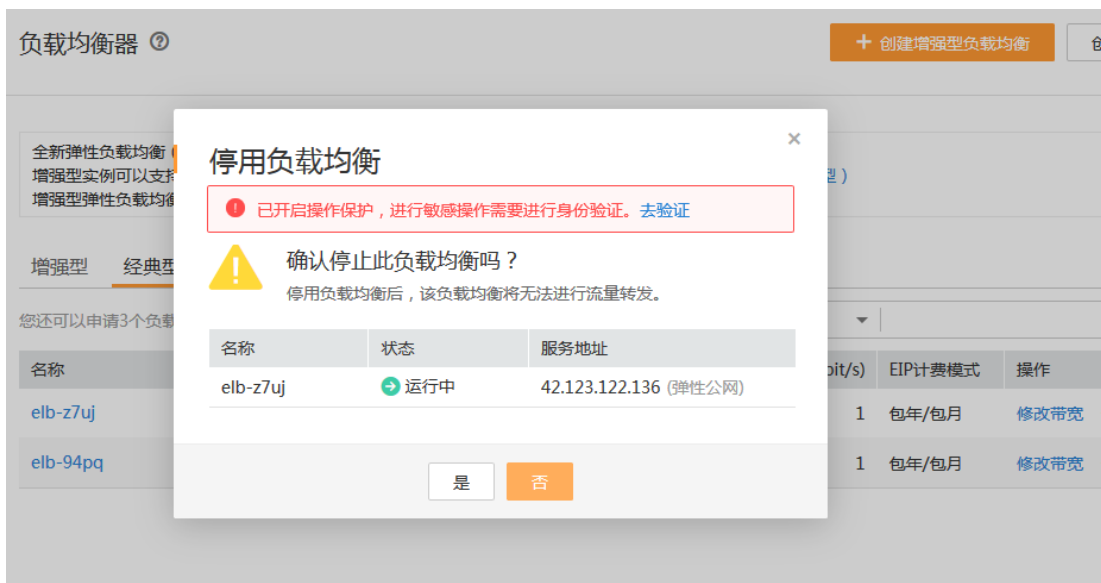 负载均衡器 ?
+ 创建增强型负载均衡
全新弹性负载均衡
增强型实例可以支持
型）
增强型弹性负载均衡
停用负载均衡
×
! 已开启操作保护，进行敏感操作需要进行身份验证。去验证
确认停止此负载均衡吗？
停用负载均衡后，该负载均衡将无法进行流量转发。
名称 状态 服务地址
elb-z7uj 运行中 42.123.122.136 (弹性公网)
是 否
增强型 经典型
您还可以申请3个负载
名称 bit/s) EIP计费模式 操作
elb-z7uj 1 包年/包月 修改带宽
elb-94pq 1 包年/包月 修改带宽